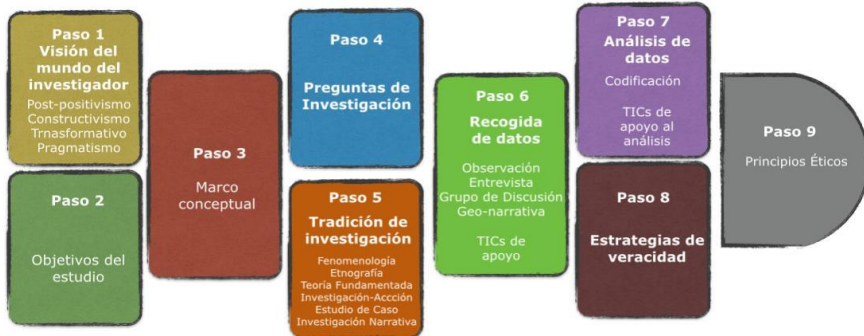 Paso 1
Visión del
mundo del
investigador
Post-positivismo
Constructivismo
Trnasformativo
Pragmatismo
Paso 2
Objetivos del
estudio
Paso 3
Marco
conceptual
Paso 4
Preguntas de
Investigación
Paso 5
Tradición de
investigación
Fenomenología
Etnografía
Teoría Fundamentada
Investigación-Accción
Estudio de Caso
Investigación Narrativa
Paso 6
Recogida
de datos
Observación
Entrevista
Grupo de Discusión
Geo-narrativa
TICs de
apoyo
Paso 7
Análisis de
datos
Codificación
TICs de
apoyo al
análisis
Paso 8
Estrategias de
veracidad
Paso 9
Principios Éticos